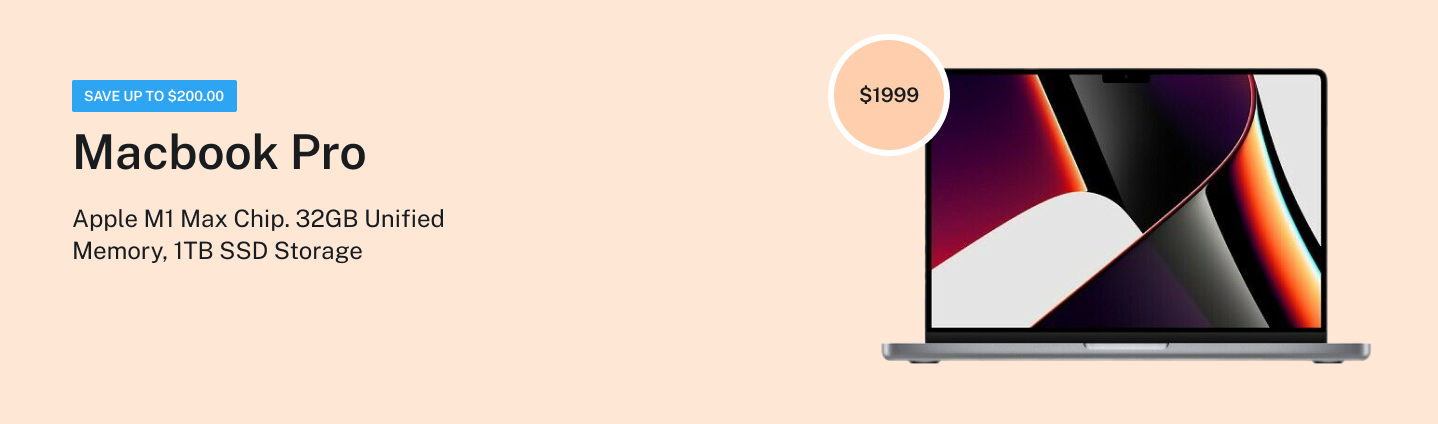 SAVE UP TO $200.00
Macbook Pro
Apple M1 Max Chip. 32GB Unified
Memory, 1TB SSD Storage
$1999